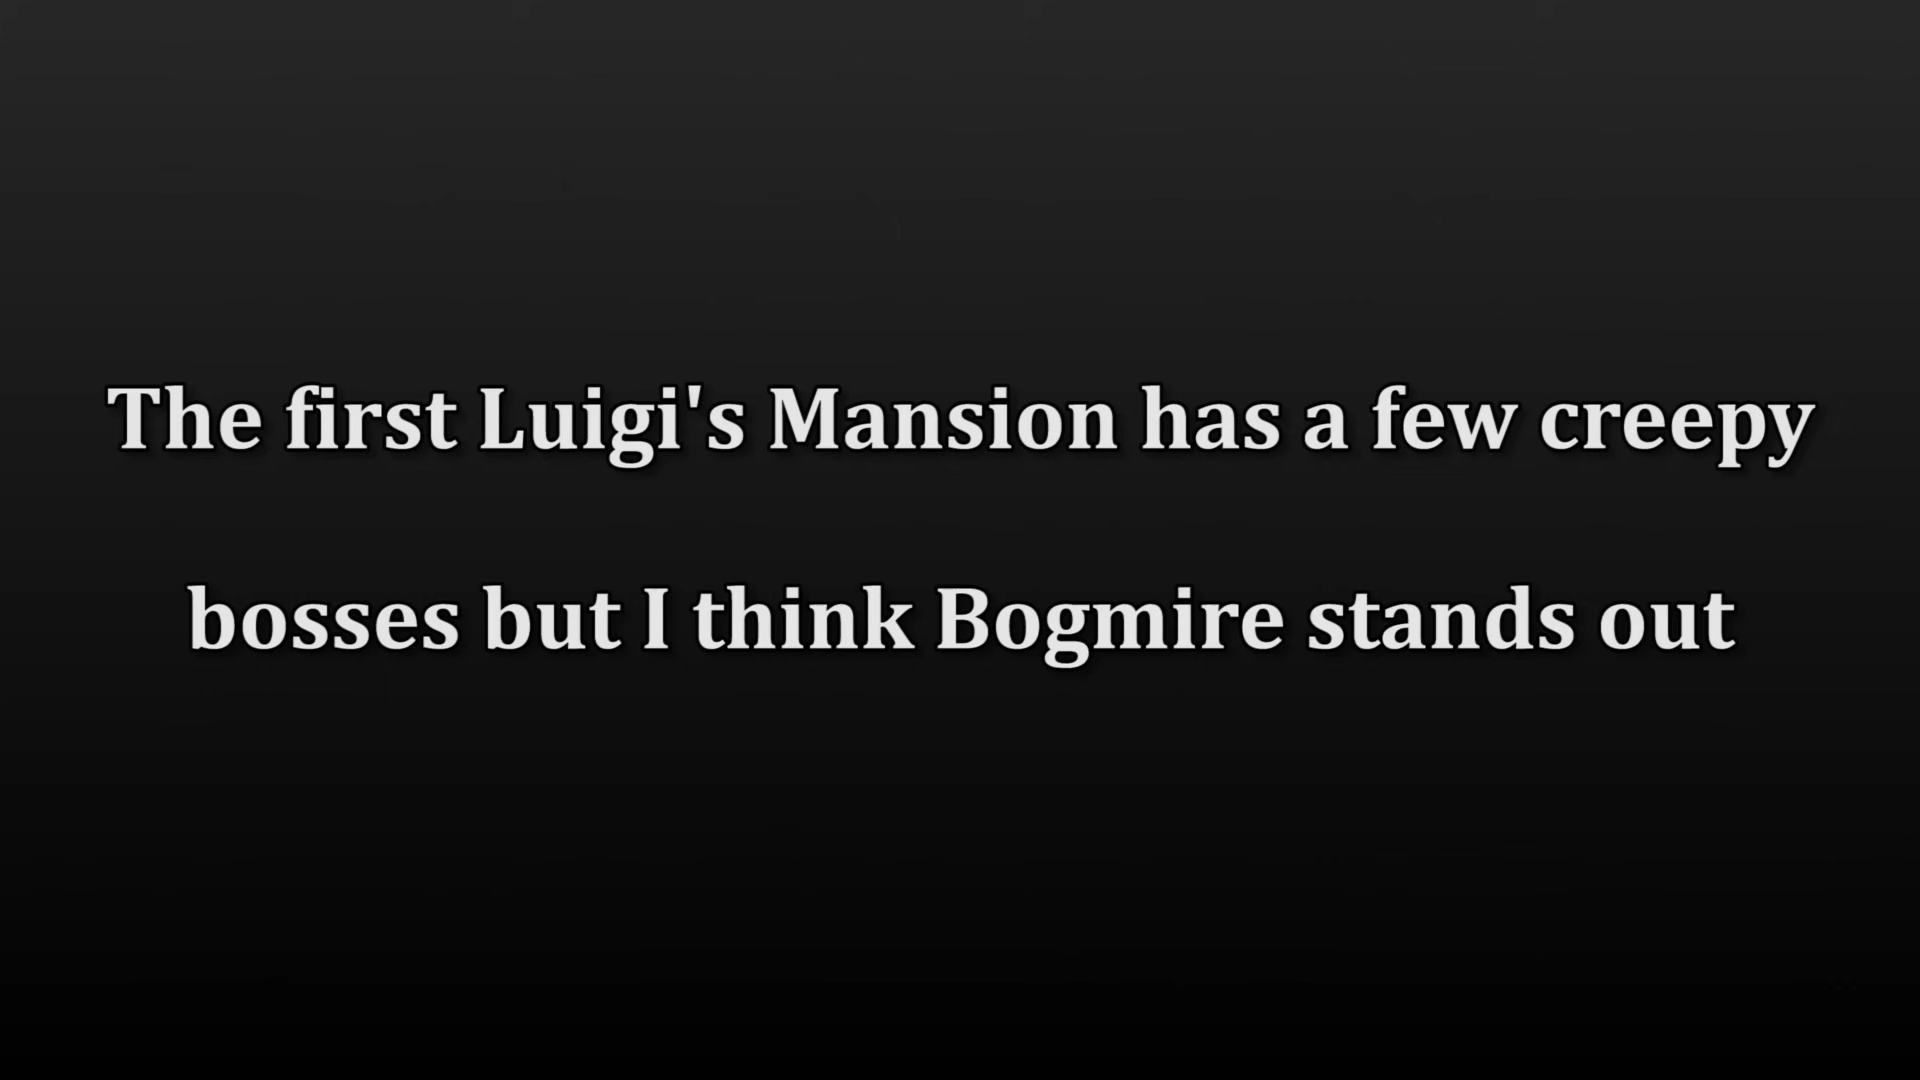 The first Luigi's Mansion has a few creepy
bosses but I think Bogmire stands out